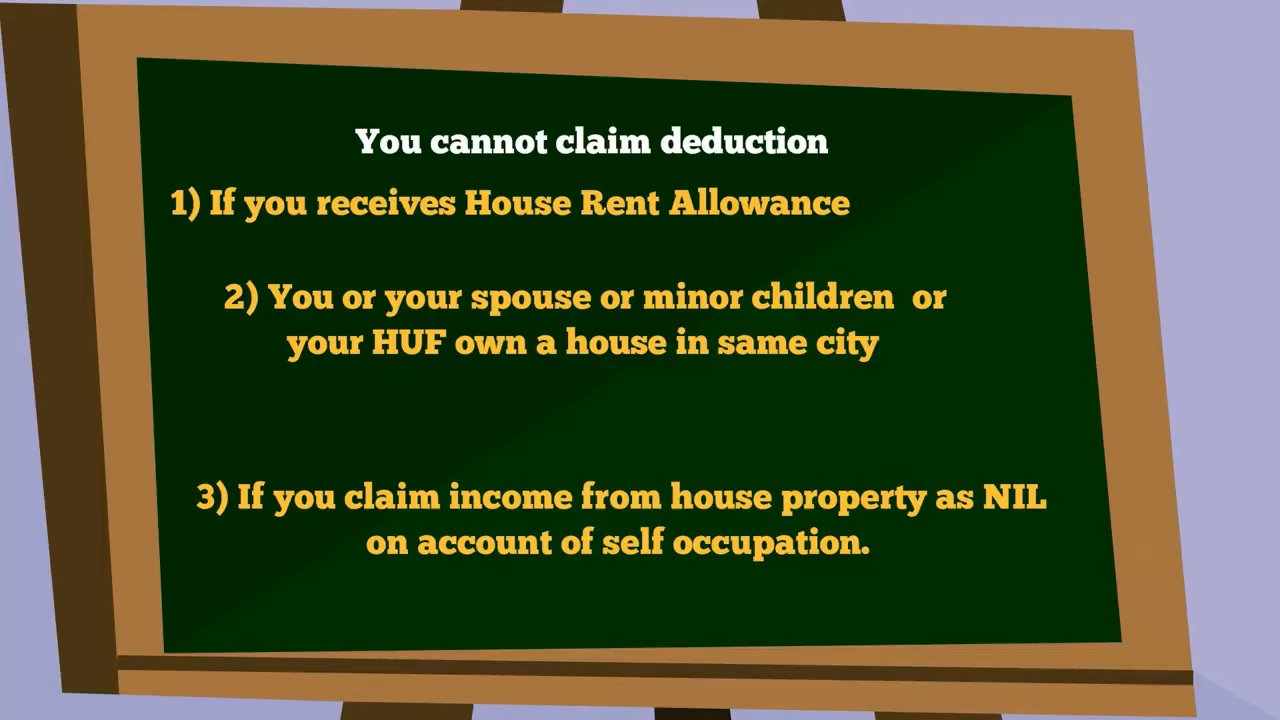 You cannot claim deduction
1) If you receives House Rent Allowance
2) You or your spouse or minor children or
your HUF own a house in same city
3) If you claim income from house property as NIL
on account of self occupation.